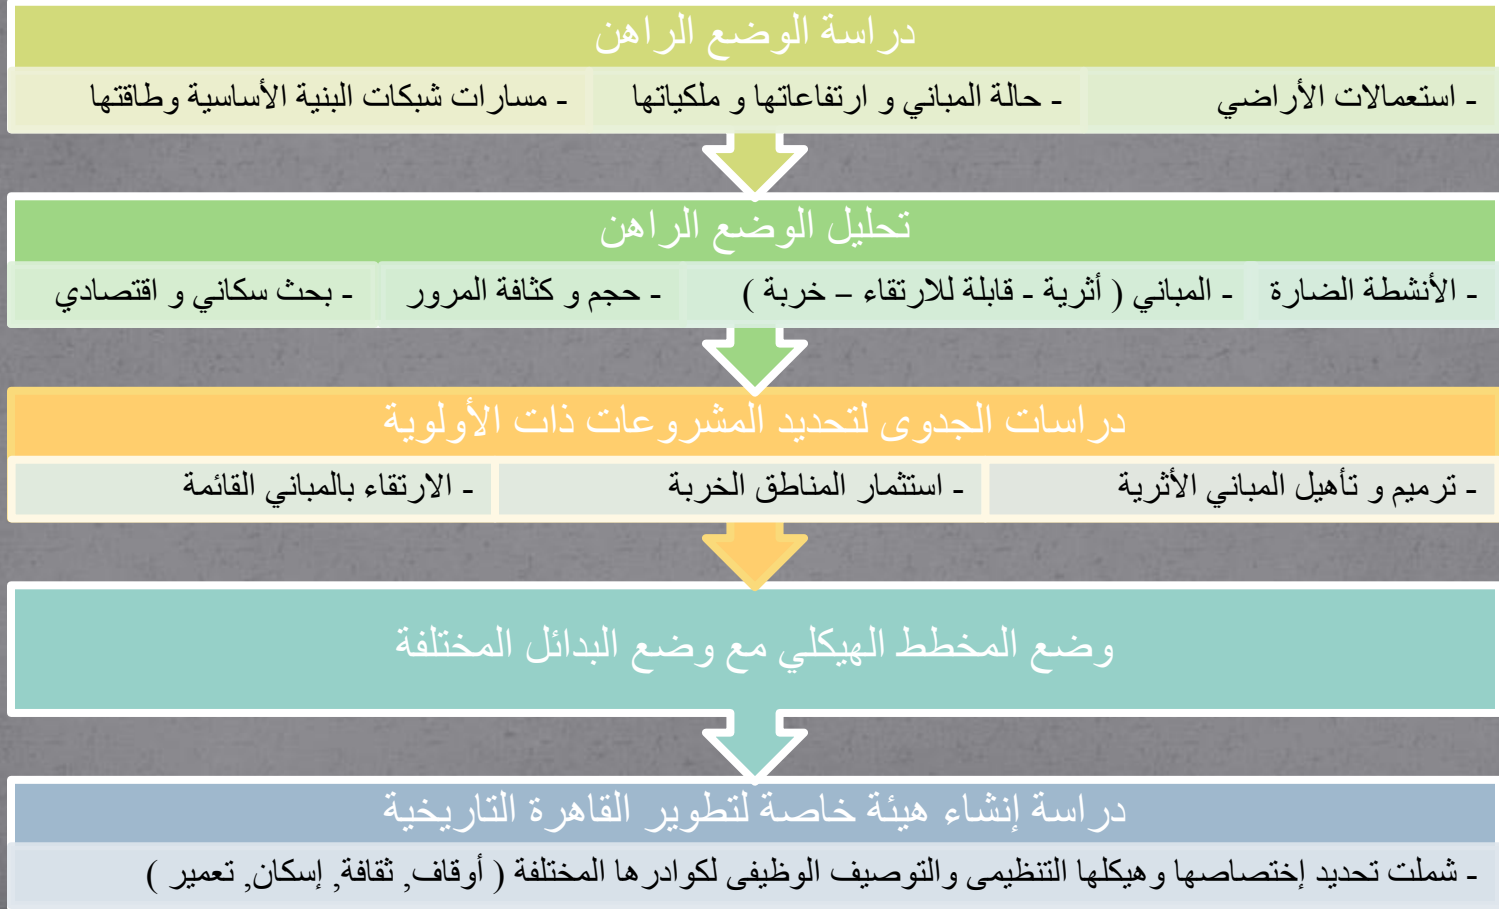 دراسة الوضع الراهن
- استعمالات الأراضي
- حالة المباني و ارتفاعاتها و ملكياتها
- مسارات شبكات البنية الأساسية وطاقتها
تحليل الوضع الراهن
- الأنشطة الضارة
- المباني ( أثرية - قابلة للارتقاء – خربة )
- حجم و كثافة المرور
- بحث سكاني و اقتصادي
دراسات الجدوى لتحديد المشروعات ذات الأولوية
- ترميم و تأهيل المباني الأثرية
- استثمار المناطق الخربة
- الارتقاء بالمباني القائمة
وضع المخطط الهيكلي مع وضع البدائل المختلفة
دراسة إنشاء هيئة خاصة لتطوير القاهرة التاريخية
- شملت تحديد إختصاصها وهيكلها التنظيمى والتوصيف الوظيفى لكوادرها المختلفة ( أوقاف, ثقافة, إسكان, تعمير )